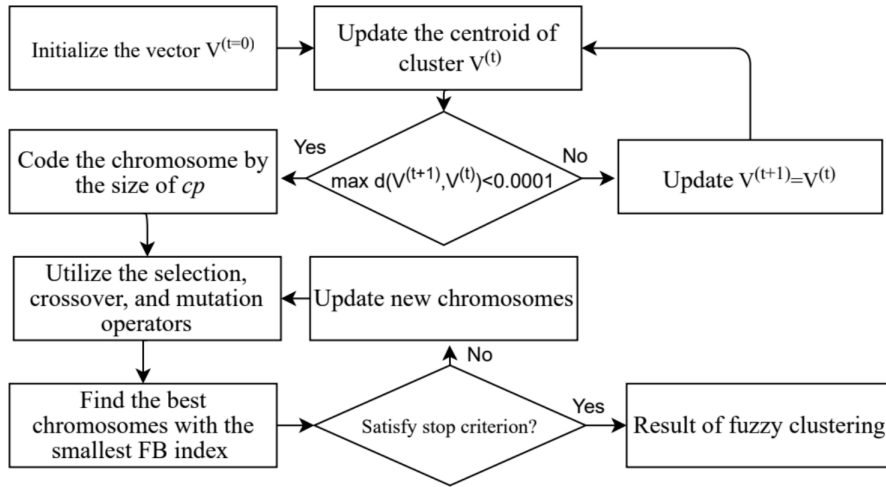 Initialize the vector V^(t=0)
Update the centroid of
cluster V^(t)
Code the chromosome by
the size of cp
Yes
max d(V^(t+1),V^(t))<0.0001
No
Update V^(t+1)=V^(t)
Utilize the selection,
crossover, and mutation
operators
Update new chromosomes
No
Find the best
chromosomes with the
smallest FB index
Satisfy stop criterion?
Yes
Result of fuzzy clustering